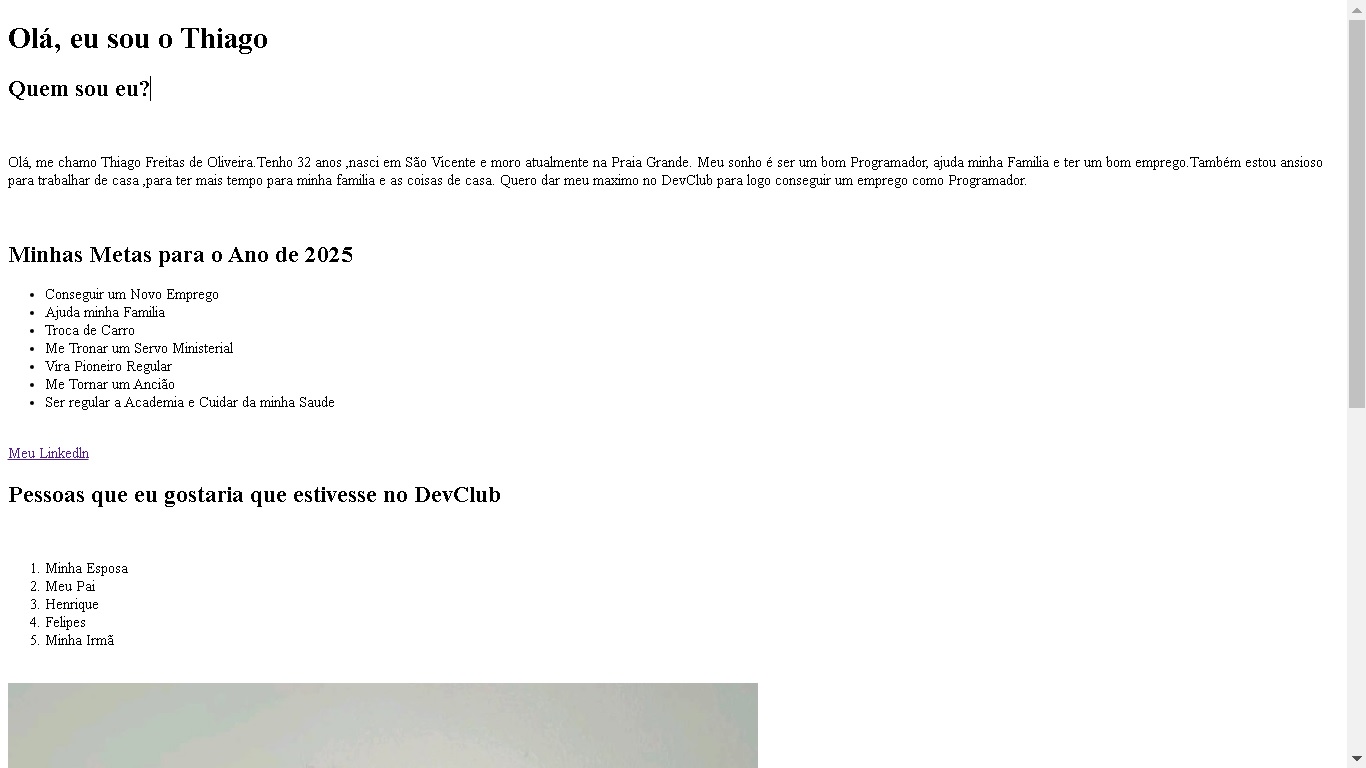 Olá, eu sou o Thiago
Quem sou eu?
Olá, me chamo Thiago Freitas de Oliveira.Tenho 32 anos ,nasci em São Vicente e moro atualmente na Praia Grande. Meu sonho é ser um bom Programador, ajuda minha Familia e ter um bom emprego.Também estou ansioso
para trabalhar de casa ,para ter mais tempo para minha familia e as coisas de casa. Quero dar meu maximo no DevClub para logo conseguir um emprego como Programador.
Minhas Metas para o Ano de 2025
• Conseguir um Novo Emprego
• Ajuda minha Familia
• Troca de Carro
• Me Tronar um Servo Ministerial
• Vira Pioneiro Regular
• Me Tornar um Ancião
• Ser regular a Academia e Cuidar da minha Saude
Meu Linkedln
Pessoas que eu gostaria que estivesse no DevClub
1. Minha Esposa
2. Meu Pai
3. Henrique
4. Felipes
5. Minha Irmã